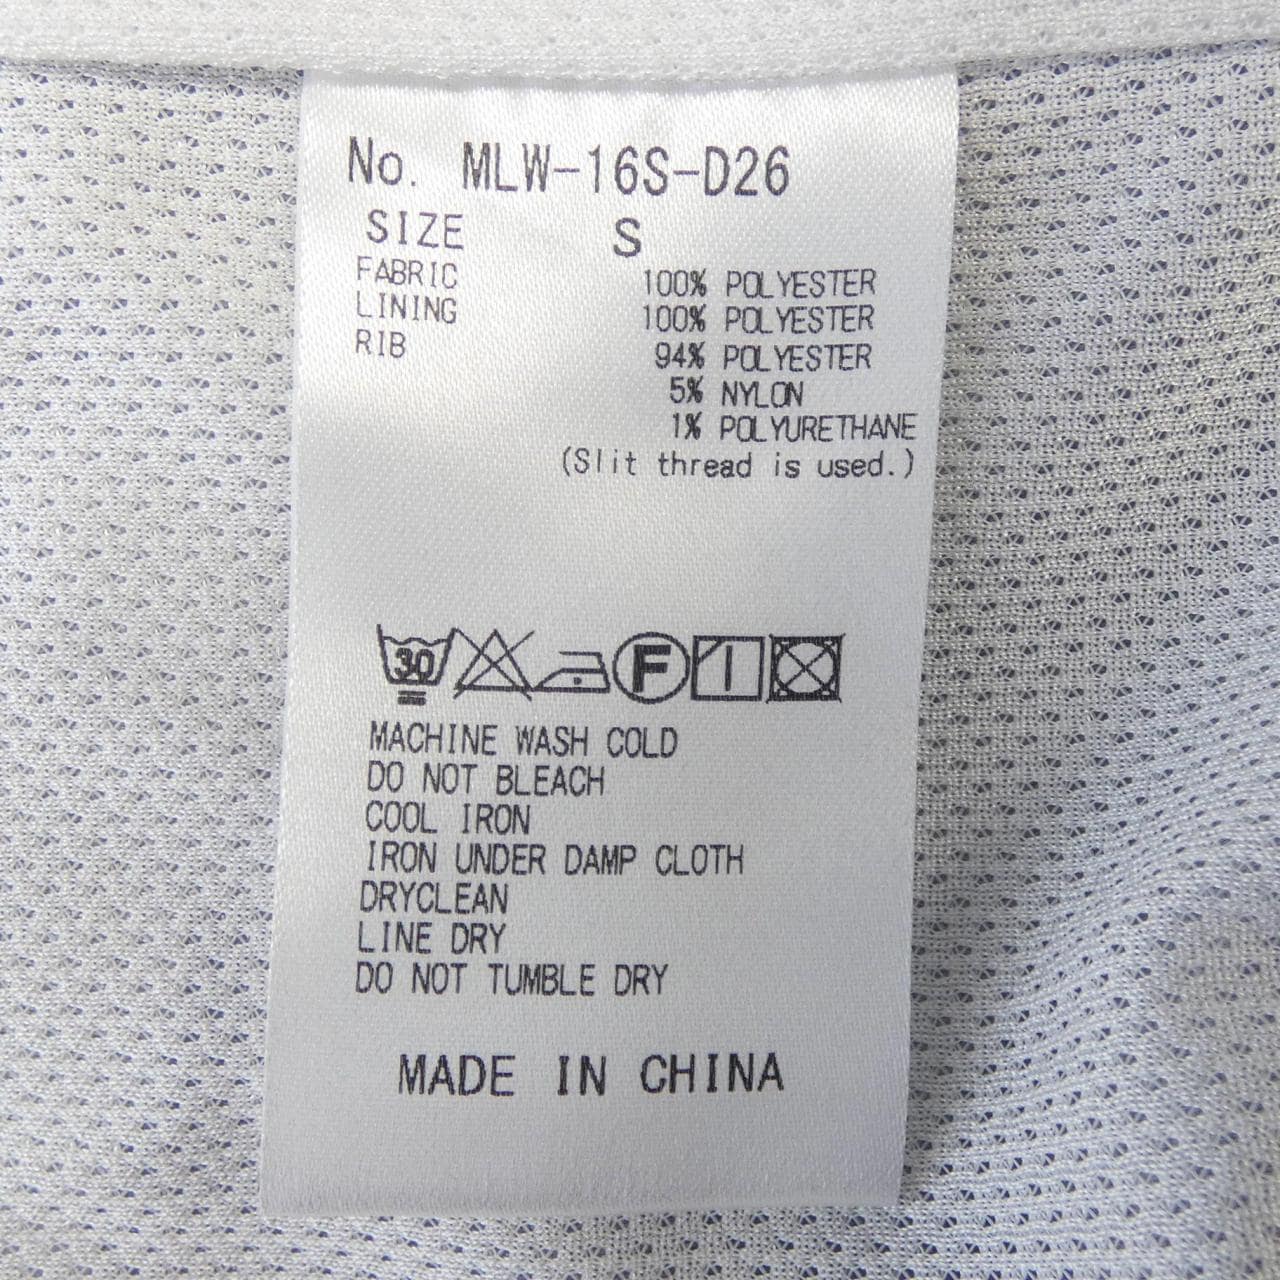 No. MLW-16S-D26
SIZE S
FABRIC 100% POLYESTER
LINING 100% POLYESTER
RIB 94% POLYESTER
5% NYLON
1% POLYURETHANE
(Slit thread is used.)
30 F
MACHINE WASH COLD
DO NOT BLEACH
COOL IRON
IRON UNDER DAMP CLOTH
DRYCLEAN
LINE DRY
DO NOT TUMBLE DRY
MADE IN CHINA